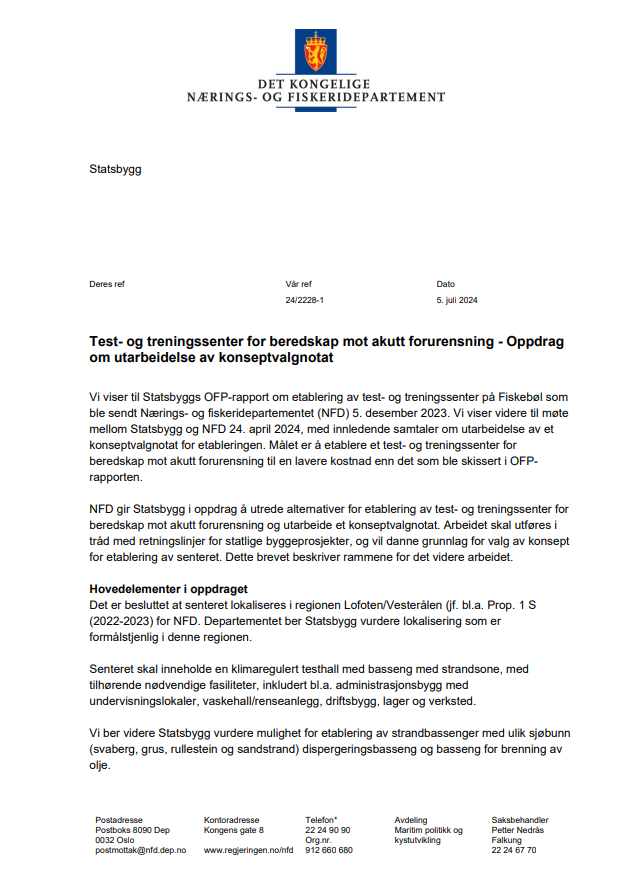 DET KONGELIGE
NÆRINGS- OG FISKERIDEPARTEMENT
Statsbygg
Deres ref
Vår ref
Dato
24/2228-1
5. juli 2024
Test- og treningssenter for beredskap mot akutt forurensning - Oppdrag
om utarbeidelse av konseptvalgnotat
Vi viser til Statsbyggs OFP-rapport om etablering av test- og treningssenter på Fiskebøl som
ble sendt Nærings- og fiskeridepartementet (NFD) 5. desember 2023. Vi viser videre til møte
mellom Statsbygg og NFD 24. april 2024, med innledende samtaler om utarbeidelse av et
konseptvalgnotat for etableringen. Målet er å etablere et test- og treningssenter for
beredskap mot akutt forurensning til en lavere kostnad enn det som ble skissert i OFP-
rapporten.
NFD gir Statsbygg i oppdrag å utrede alternativer for etablering av test- og treningssenter for
beredskap mot akutt forurensning og utarbeide et konseptvalgnotat. Arbeidet skal utføres i
tråd med retningslinjer for statlige byggeprosjekter, og vil danne grunnlag for valg av konsept
for etablering av senteret. Dette brevet beskriver rammene for det videre arbeidet.
Hovedelementer i oppdraget
Det er besluttet at senteret lokaliseres i regionen Lofoten/Vesterålen (jf. bl.a. Prop. 1 S
(2022-2023) for NFD. Departementet ber Statsbygg vurdere lokalisering som er
formålstjenlig i denne regionen.
Senteret skal inneholde en klimaregulert testhall med basseng med strandsone, med
tilhørende nødvendige fasiliteter, inkludert bl.a. administrasjonsbygg med
undervisningslokaler, vaskehall/renseanlegg, driftsbygg, lager og verksted.
Vi ber videre Statsbygg vurdere mulighet for etablering av strandbassenger med ulik sjøbunn
(svaberg, grus, rullestein og sandstrand) dispergeringsbasseng og basseng for brenning av
olje.
Postadresse
Postboks 8090 Dep
0032 Oslo
postmottak@nfd.dep.no
Kontoradresse
Kongens gate 8
www.regjeringen.no/nfd
Telefon*
22 24 90 90
Org.nr.
912 660 680
Avdeling
Maritim politikk og
kystutvikling
Saksbehandler
Petter Nedrås
Falkung
22 24 67 70